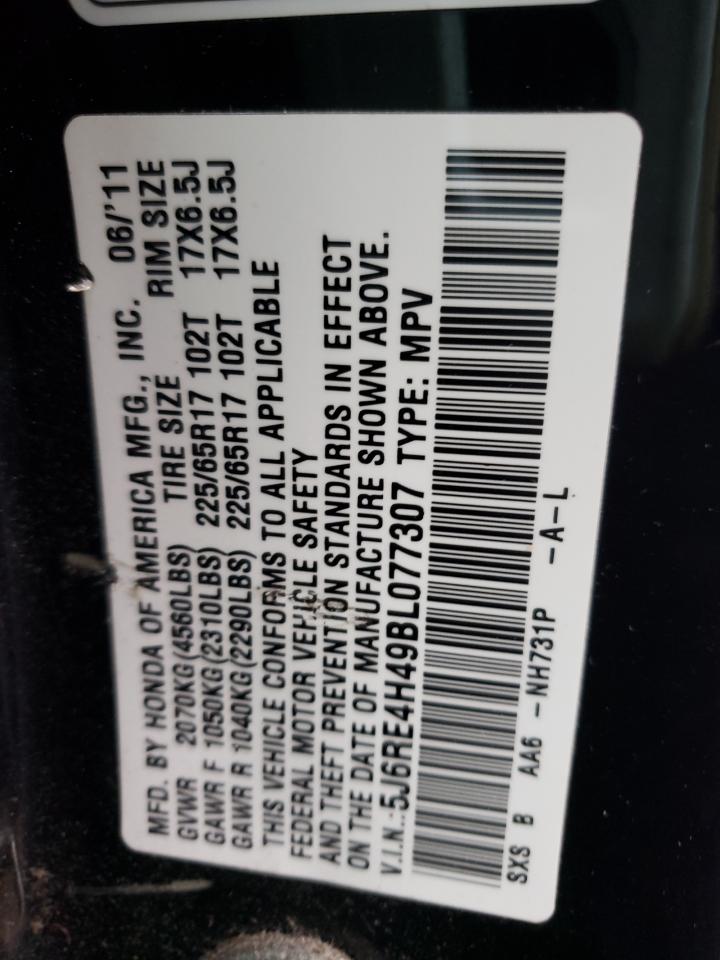 MFD. BY HONDA OF AMERICA MFG., INC. 06/'11
GVWR 2070KG(4560LBS) TIRE SIZE RIM SIZE
GAWR F 1050KG(2310LBS) 225/65R17 102T 17X6.5J
GAWR R 1040KG(2290LBS) 225/65R17 102T 17X6.5J
THIS VEHICLE CONFORMS TO ALL APPLICABLE
FEDERAL MOTOR VEHICLE SAFETY
AND THEFT PREVENTION STANDARDS IN EFFECT
ON THE DATE OF MANUFACTURE SHOWN ABOVE.
V.I.N.:5J6RE4H49BL077307 TYPE: MPV
SXS B AA6 -NH731P -A-L